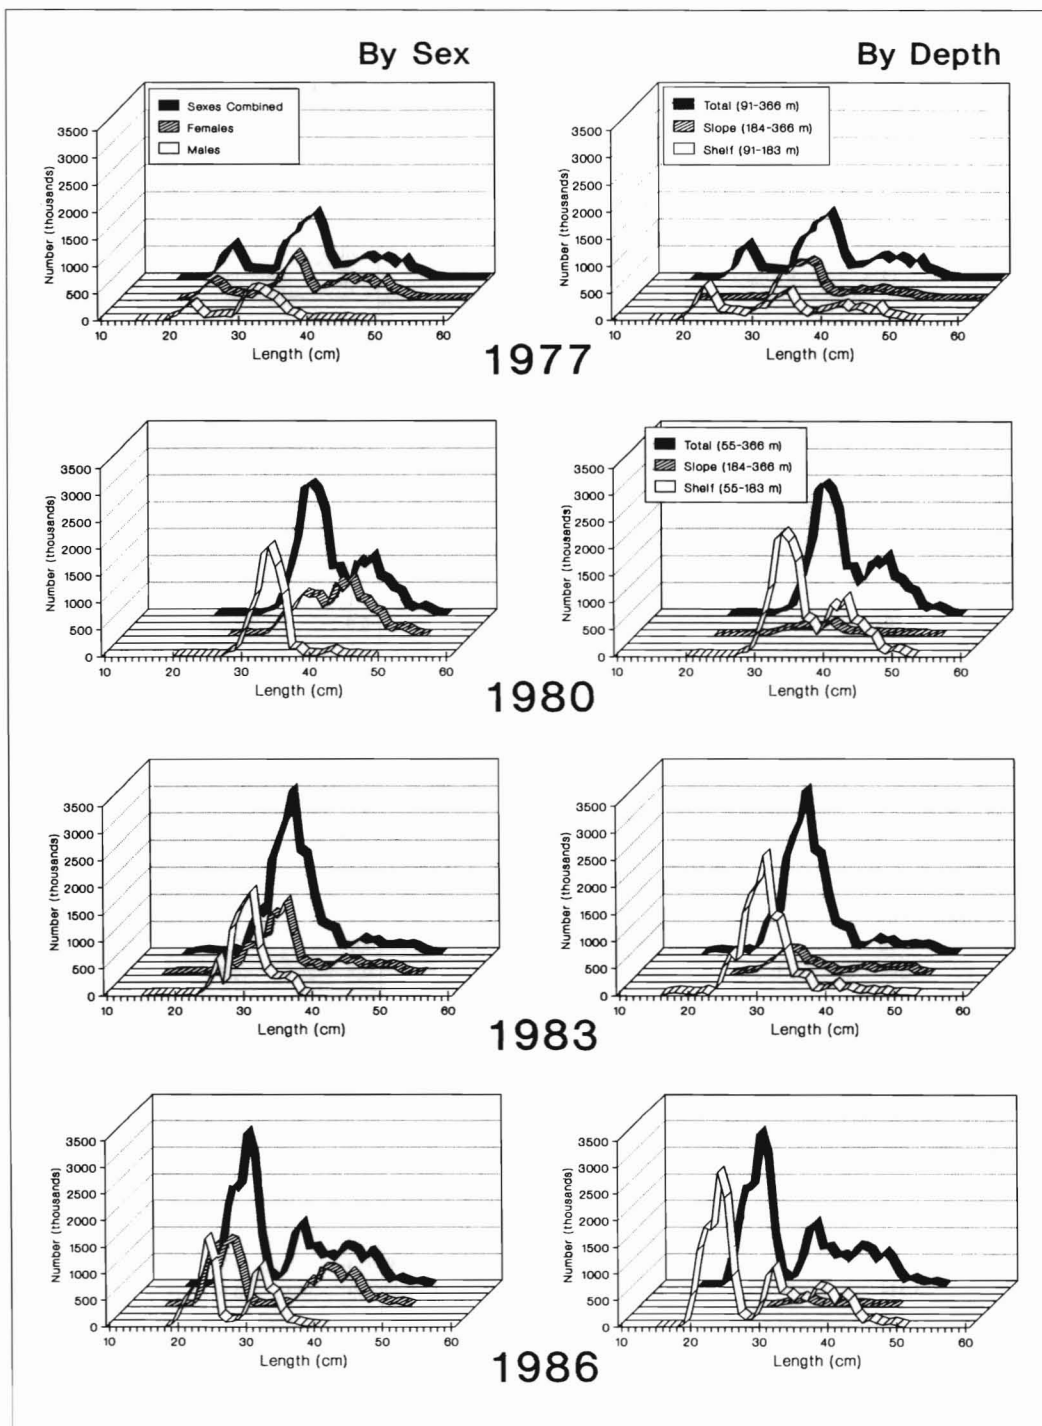 By Sex
By Depth
Sexes Combined
Females
Males
3500
3000
2500
2000
1500
1000
500
0
Number (thousands)
10 20 30 40 50 60
Length (cm)
Total (91-366 m)
Slope (184-366 m)
Shelf (91-183 m)
3500
3000
2500
2000
1500
1000
500
0
Number (thousands)
10 20 30 40 50 60
Length (cm)
1977
3500
3000
2500
2000
1500
1000
500
0
Number (thousands)
10 20 30 40 50 60
Length (cm)
Total (55-366 m)
Slope (184-366 m)
Shelf (55-183 m)
3500
3000
2500
2000
1500
1000
500
0
Number (thousands)
10 20 30 40 50 60
Length (cm)
1980
3500
3000
2500
2000
1500
1000
500
0
Number (thousands)
10 20 30 40 50 60
Length (cm)
3500
3000
2500
2000
1500
1000
500
0
Number (thousands)
10 20 30 40 50 60
Length (cm)
1983
3500
3000
2500
2000
1500
1000
500
0
Number (thousands)
10 20 30 40 50 60
Length (cm)
3500
3000
2500
2000
1500
1000
500
0
Number (thousands)
10 20 30 40 50 60
Length (cm)
1986